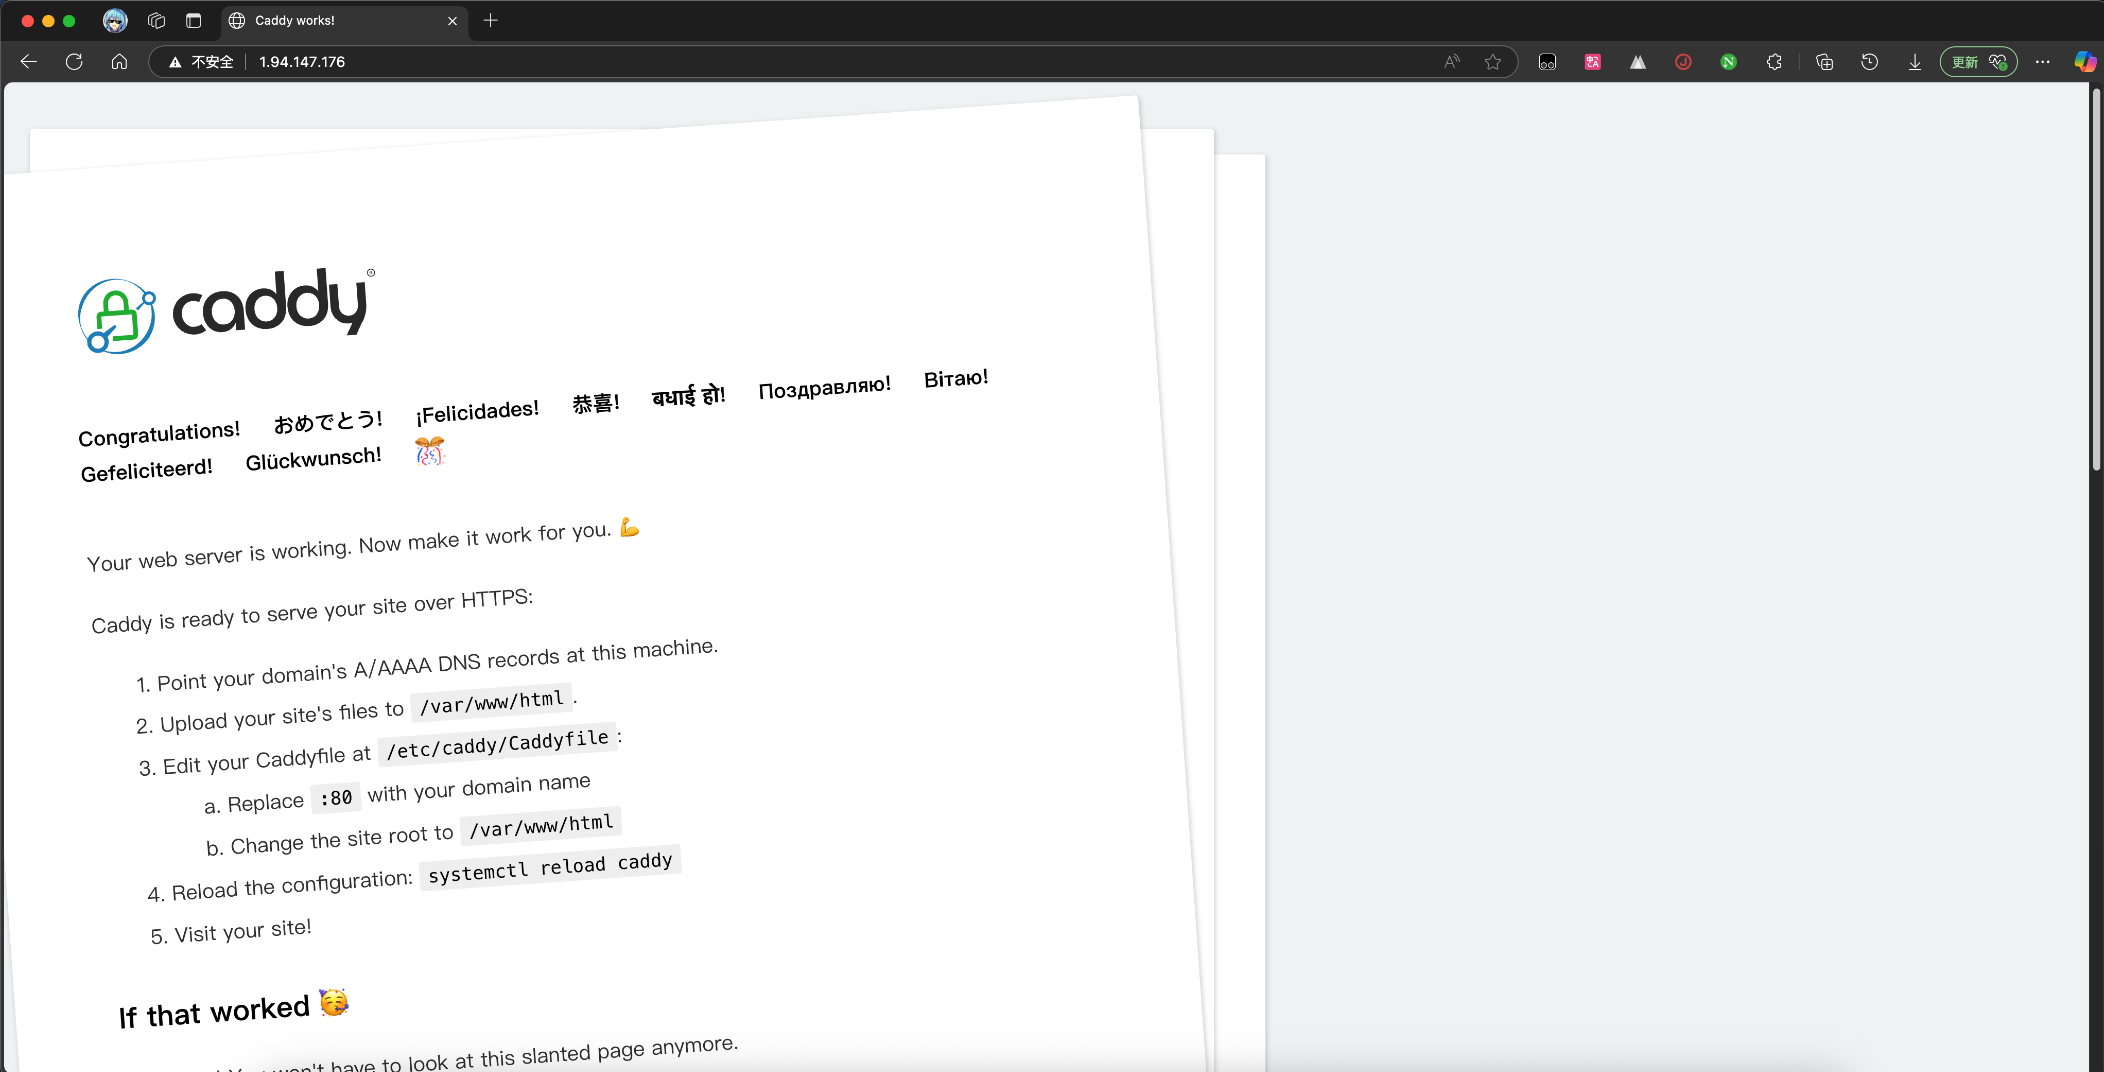 Caddy works!
不安全 1.94.147.176
更新
caddy®
Congratulations! おめでとう! ¡Felicidades! 恭喜! बधाई हो! Поздравляю! Вітаю!
Gefeliciteerd! Glückwunsch! 🎊
Your web server is working. Now make it work for you. 💪
Caddy is ready to serve your site over HTTPS:
1. Point your domain's A/AAAA DNS records at this machine.
2. Upload your site's files to /var/www/html.
3. Edit your Caddyfile at /etc/caddy/Caddyfile:
a. Replace :80 with your domain name
b. Change the site root to /var/www/html
4. Reload the configuration: systemctl reload caddy
5. Visit your site!
If that worked 🥳
won't have to look at this slanted page anymore.